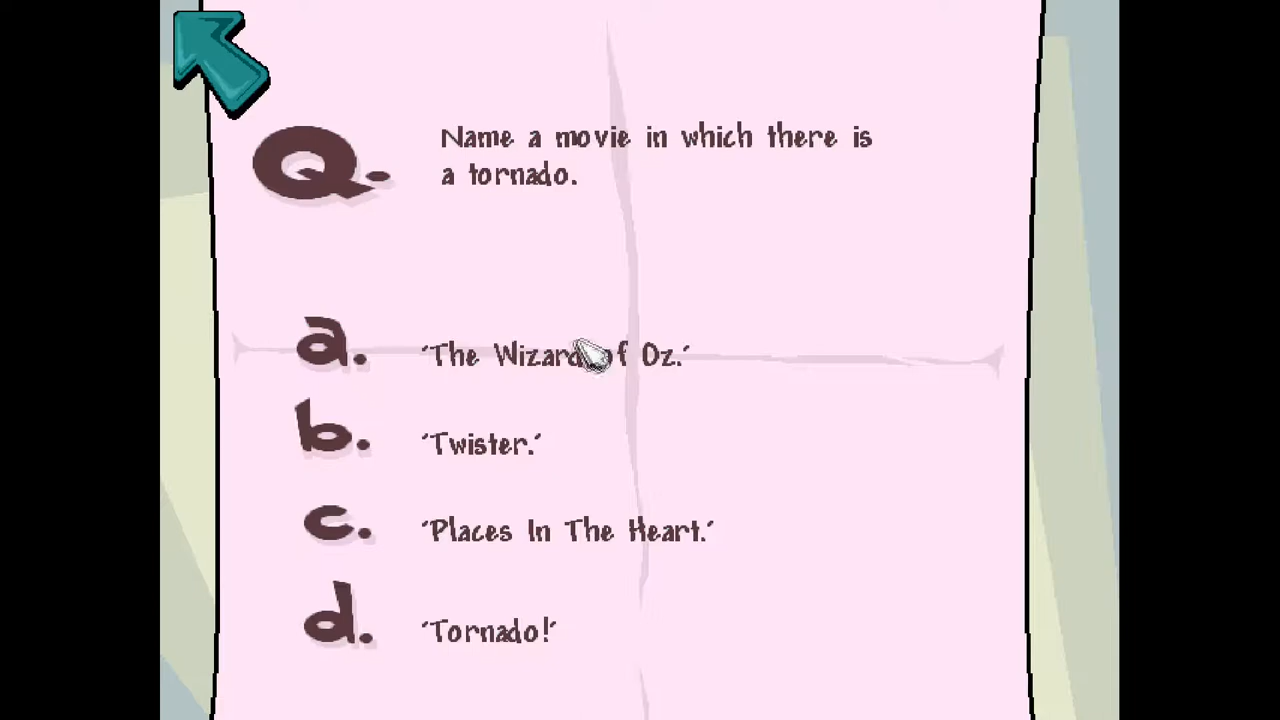 Q. Name a movie in which there is
a tornado.
a. 'The Wizard of Oz.'
b. 'Twister.'
c. 'Places In The Heart.'
d. 'Tornado!'